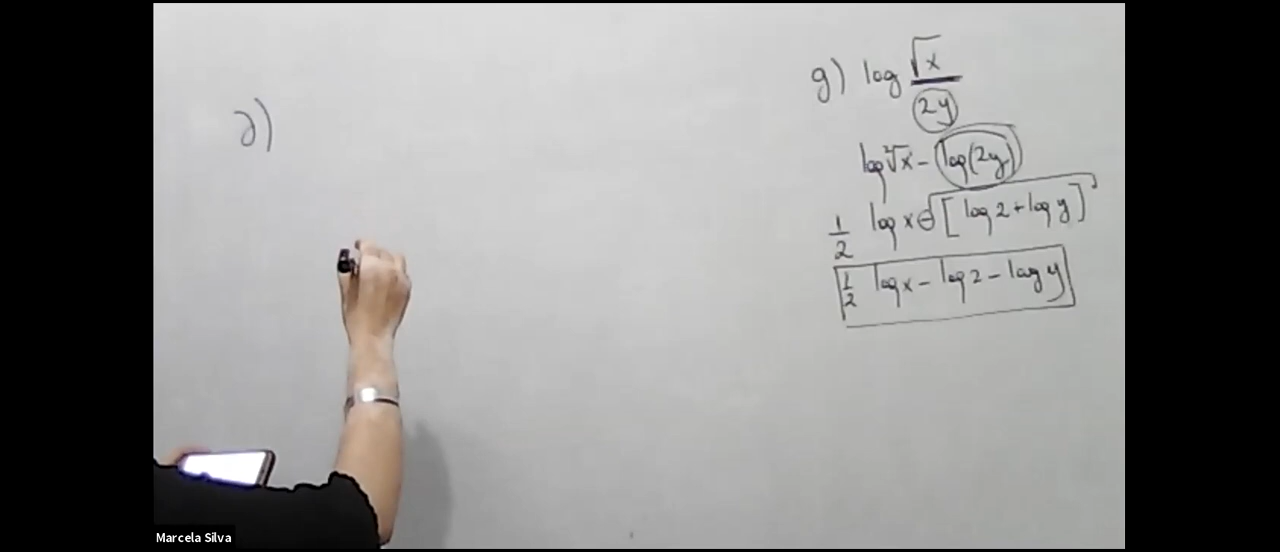 g) log √x / 2y
log ²√x - log(2y)
1/2 log x - [log 2 + log y]
1/2 log x - log 2 - log y
Marcela Silva